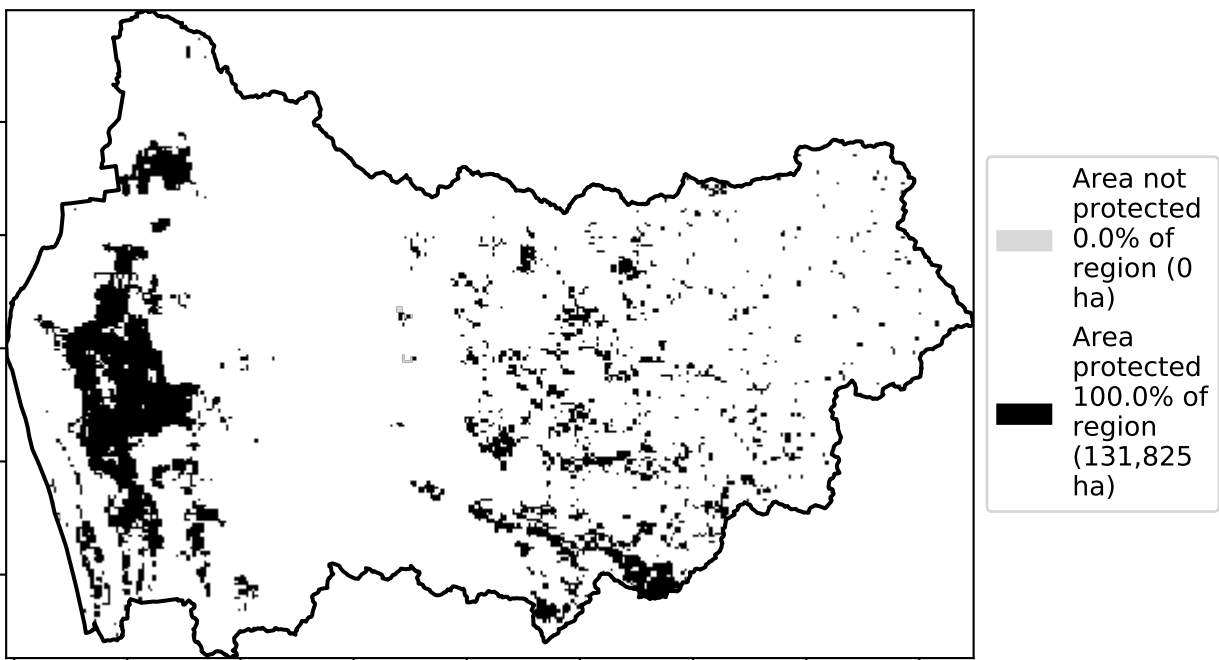 Area not
protected
0.0% of
region (0
ha)
Area
protected
100.0% of
region
(131,825
ha)